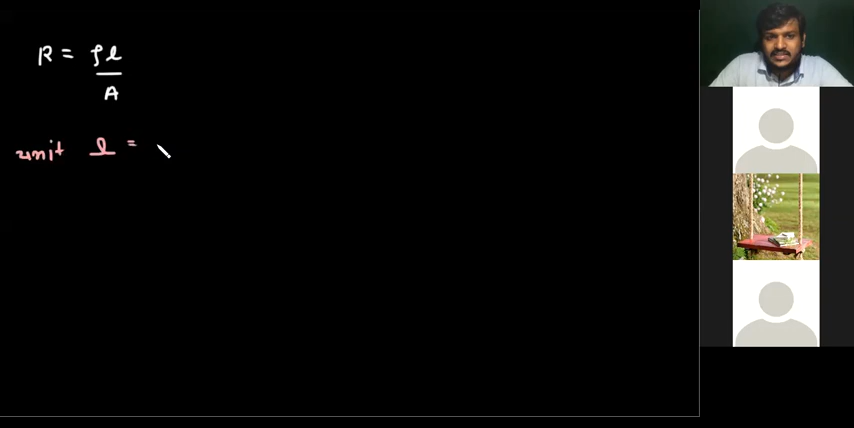 R = ρl
A
unit l =